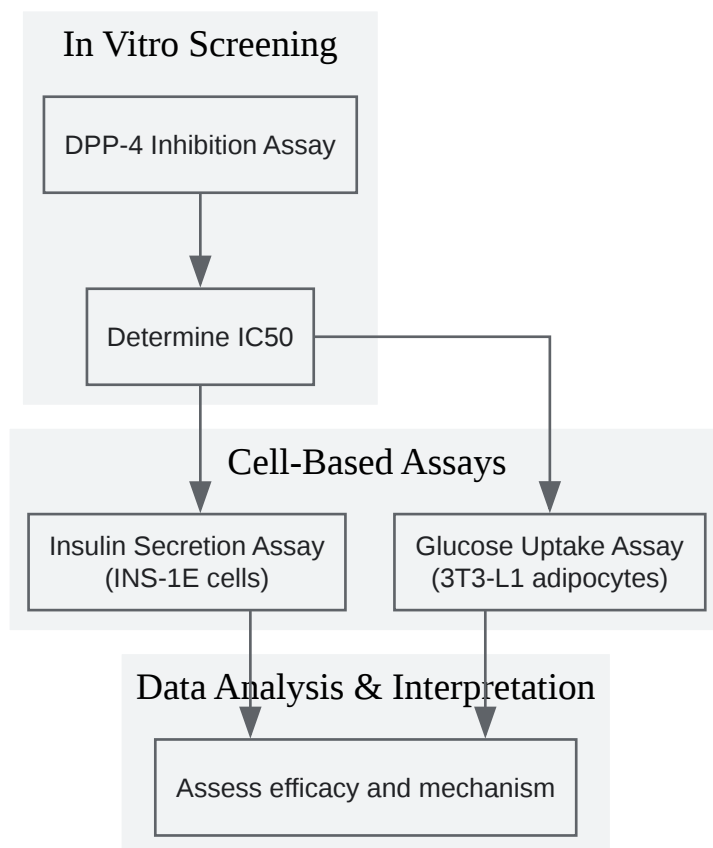 In Vitro Screening
DPP-4 Inhibition Assay
Determine IC50
Cell-Based Assays
Insulin Secretion Assay
(INS-1E cells)
Glucose Uptake Assay
(3T3-L1 adipocytes)
Data Analysis & Interpretation
Assess efficacy and mechanism